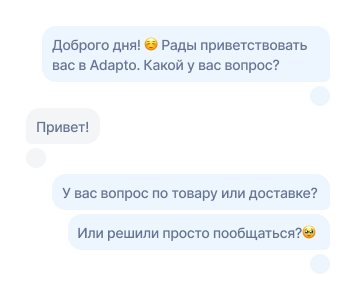 Доброго дня! ☺️ Рады приветствовать
вас в Adapto. Какой у вас вопрос?
Привет!
У вас вопрос по товару или доставке?
Или решили просто пообщаться?🥹